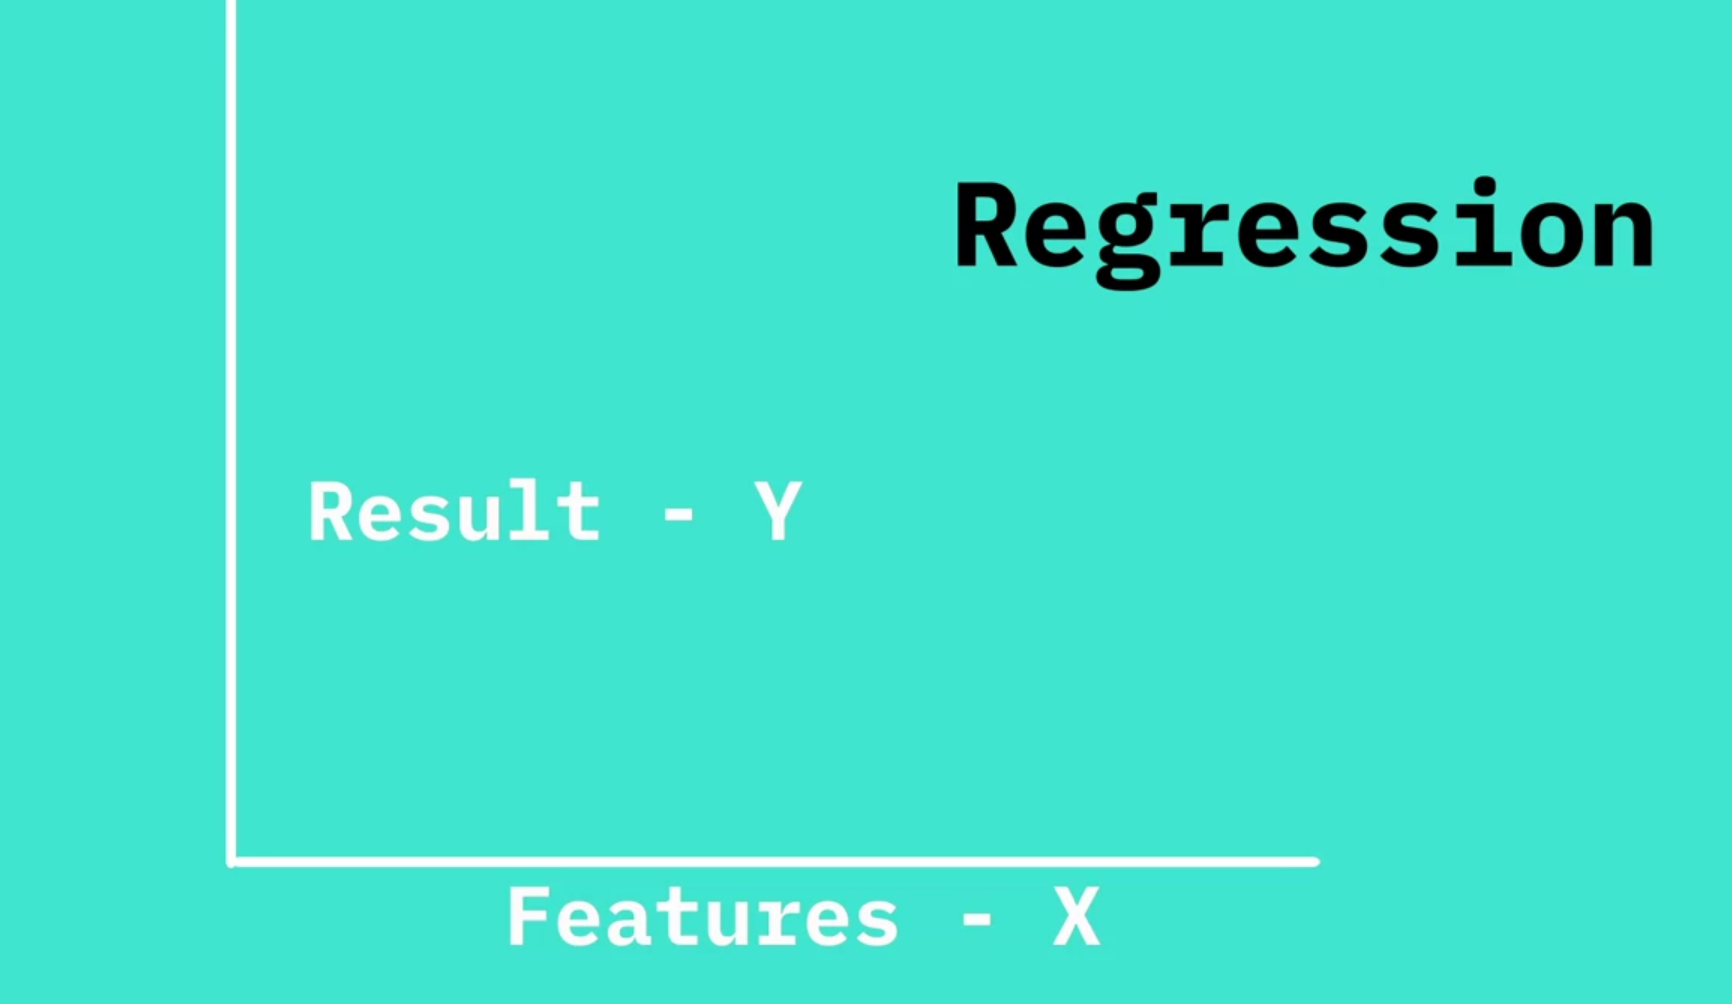 Regression
Result - Y
Features - X